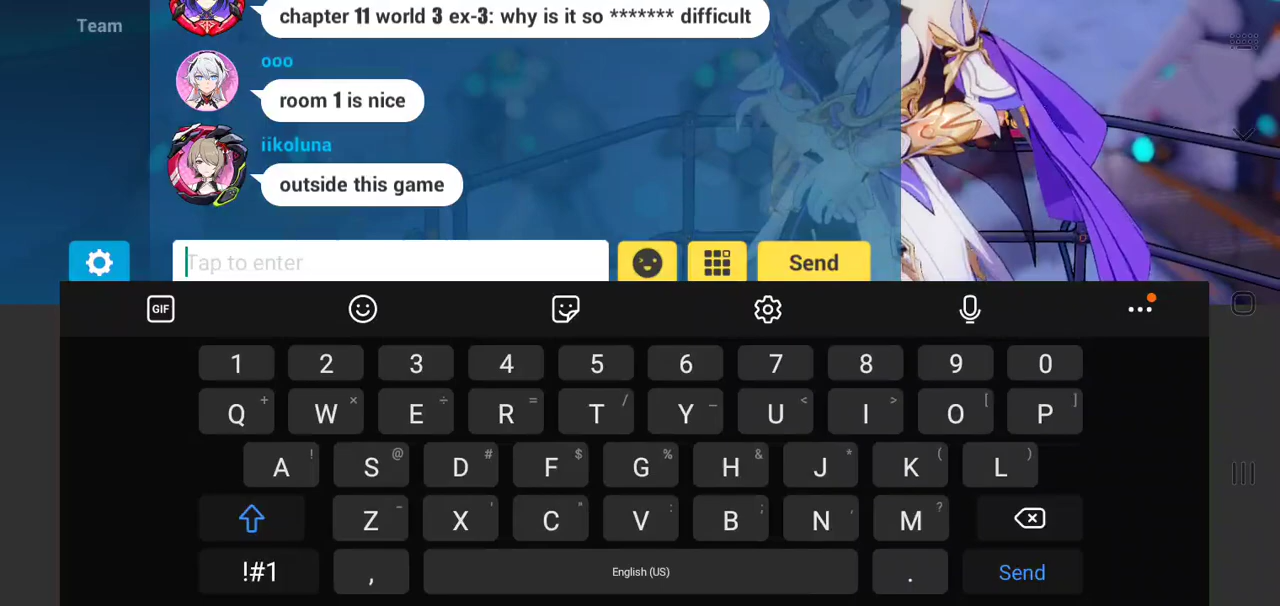 Team
chapter 11 world 3 ex-3: why is it so ******* difficult
ooo
room 1 is nice
iikoluna
outside this game
Tap to enter
Send
GIF
1 2 3 4 5 6 7 8 9 0
Q + W × E ÷ R = T / Y _ U < I > O [ P ]
A ! S @ D # F $ G % H & J * K ( L )
Z - X ' C " V : B ; N , M ?
!#1 , English (US) . Send